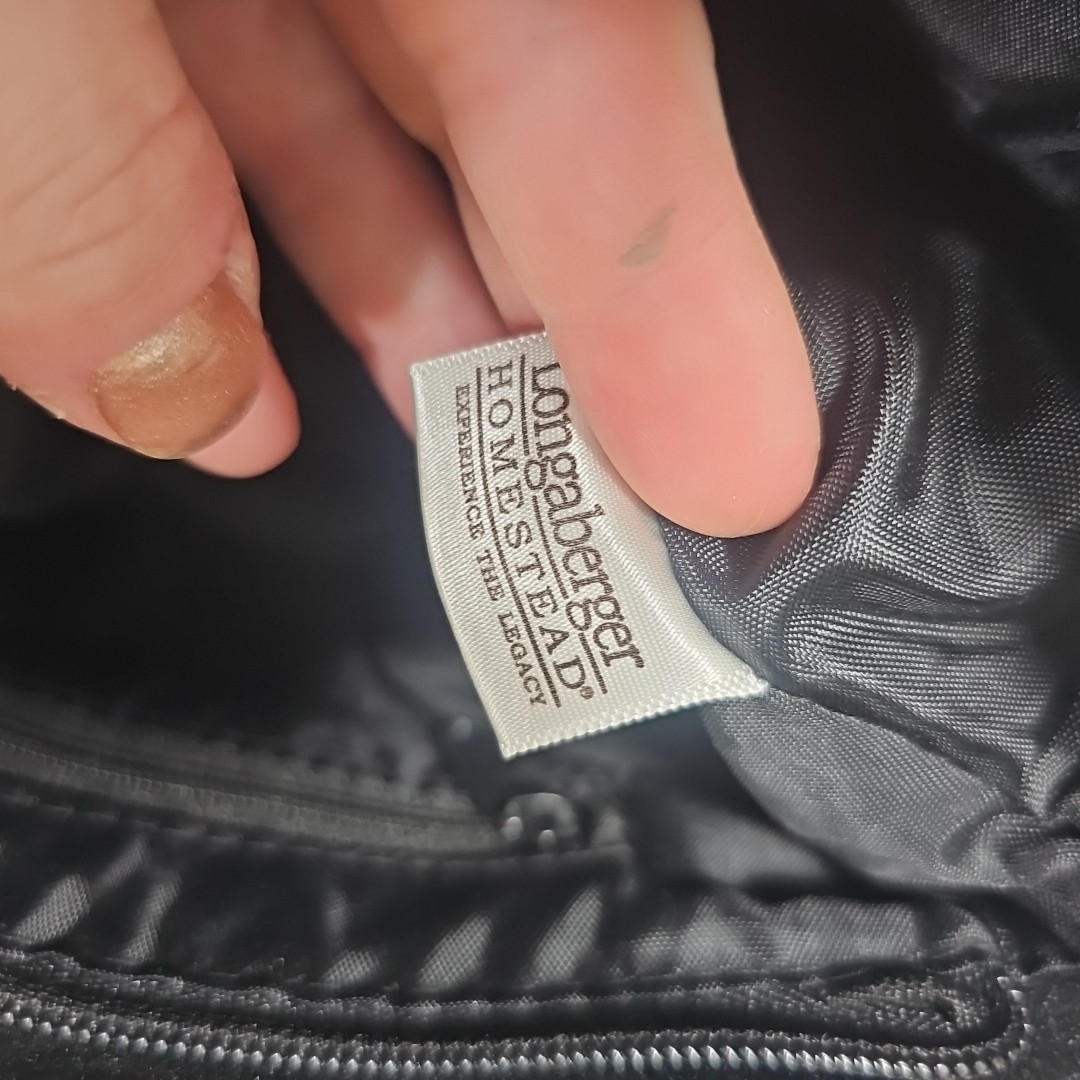 Longaberger
HOMESTEAD®
EXPERIENCE THE LEGACY